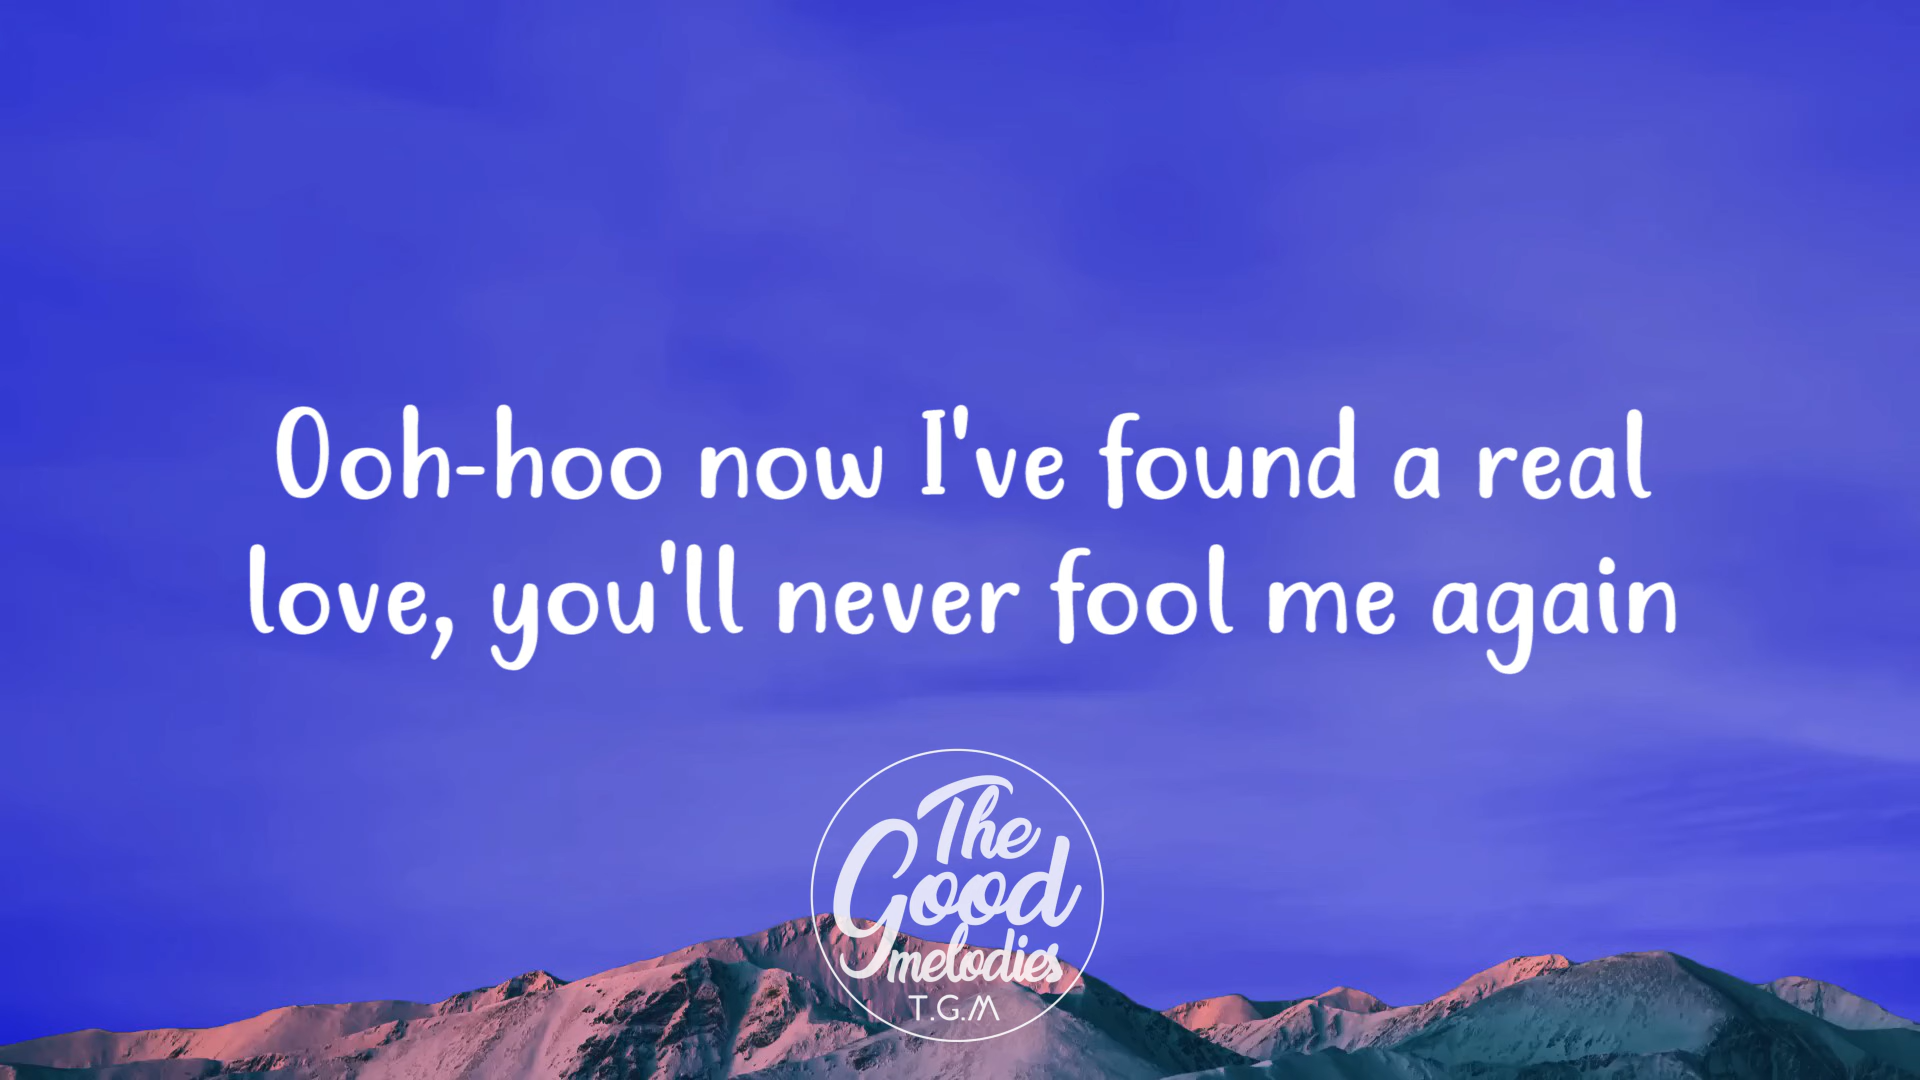 Ooh-hoo now I've found a real
love, you'll never fool me again
The
Good
melodies
T.G.M